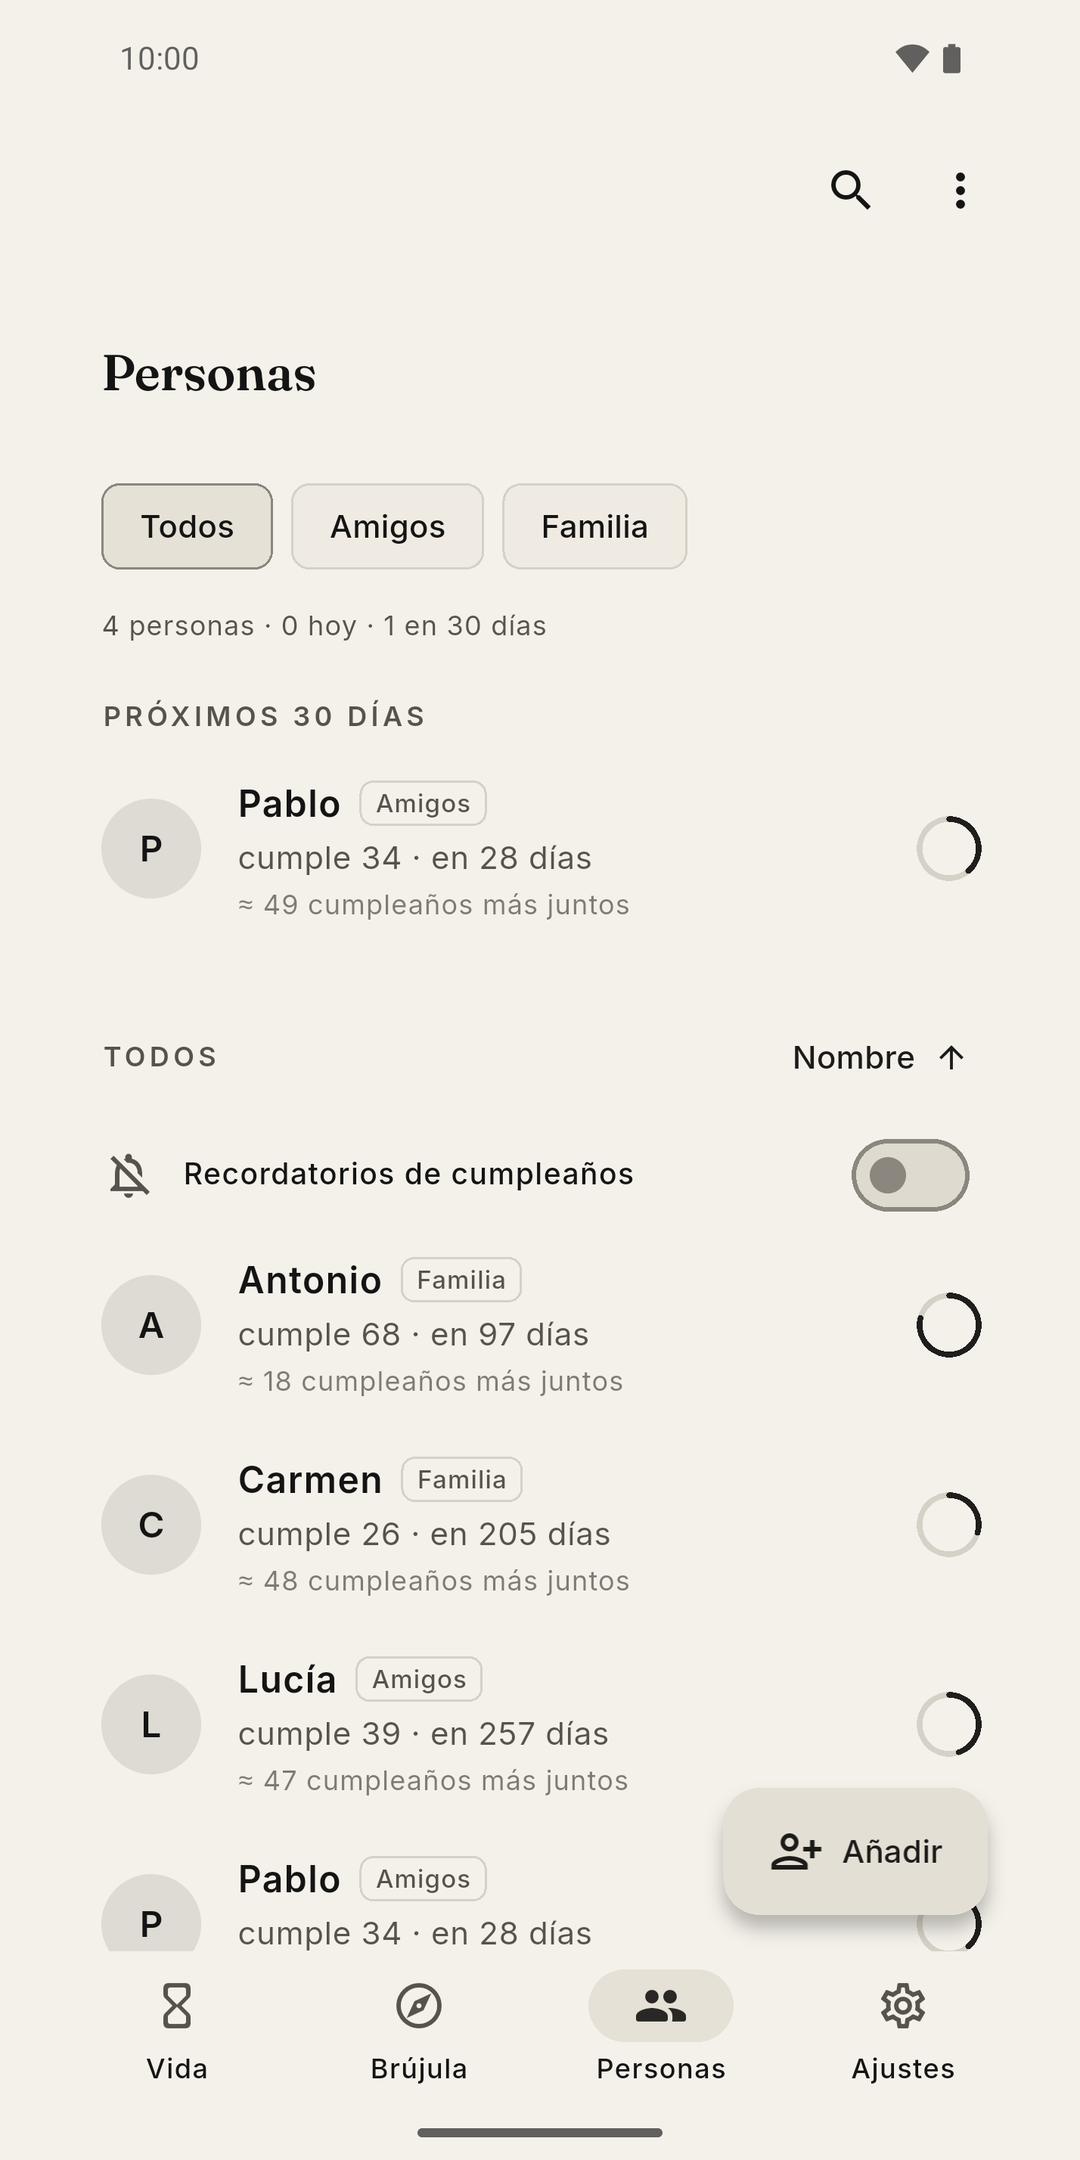 10:00
Personas
Todos
Amigos
Familia
4 personas · 0 hoy · 1 en 30 días
PRÓXIMOS 30 DÍAS
P
Pablo
Amigos
cumple 34 · en 28 días
≈ 49 cumpleaños más juntos
TODOS
Nombre ↑
Recordatorios de cumpleaños
A
Antonio
Familia
cumple 68 · en 97 días
≈ 18 cumpleaños más juntos
C
Carmen
Familia
cumple 26 · en 205 días
≈ 48 cumpleaños más juntos
L
Lucía
Amigos
cumple 39 · en 257 días
≈ 47 cumpleaños más juntos
Añadir
P
Pablo
Amigos
cumple 34 · en 28 días
Vida
Brújula
Personas
Ajustes